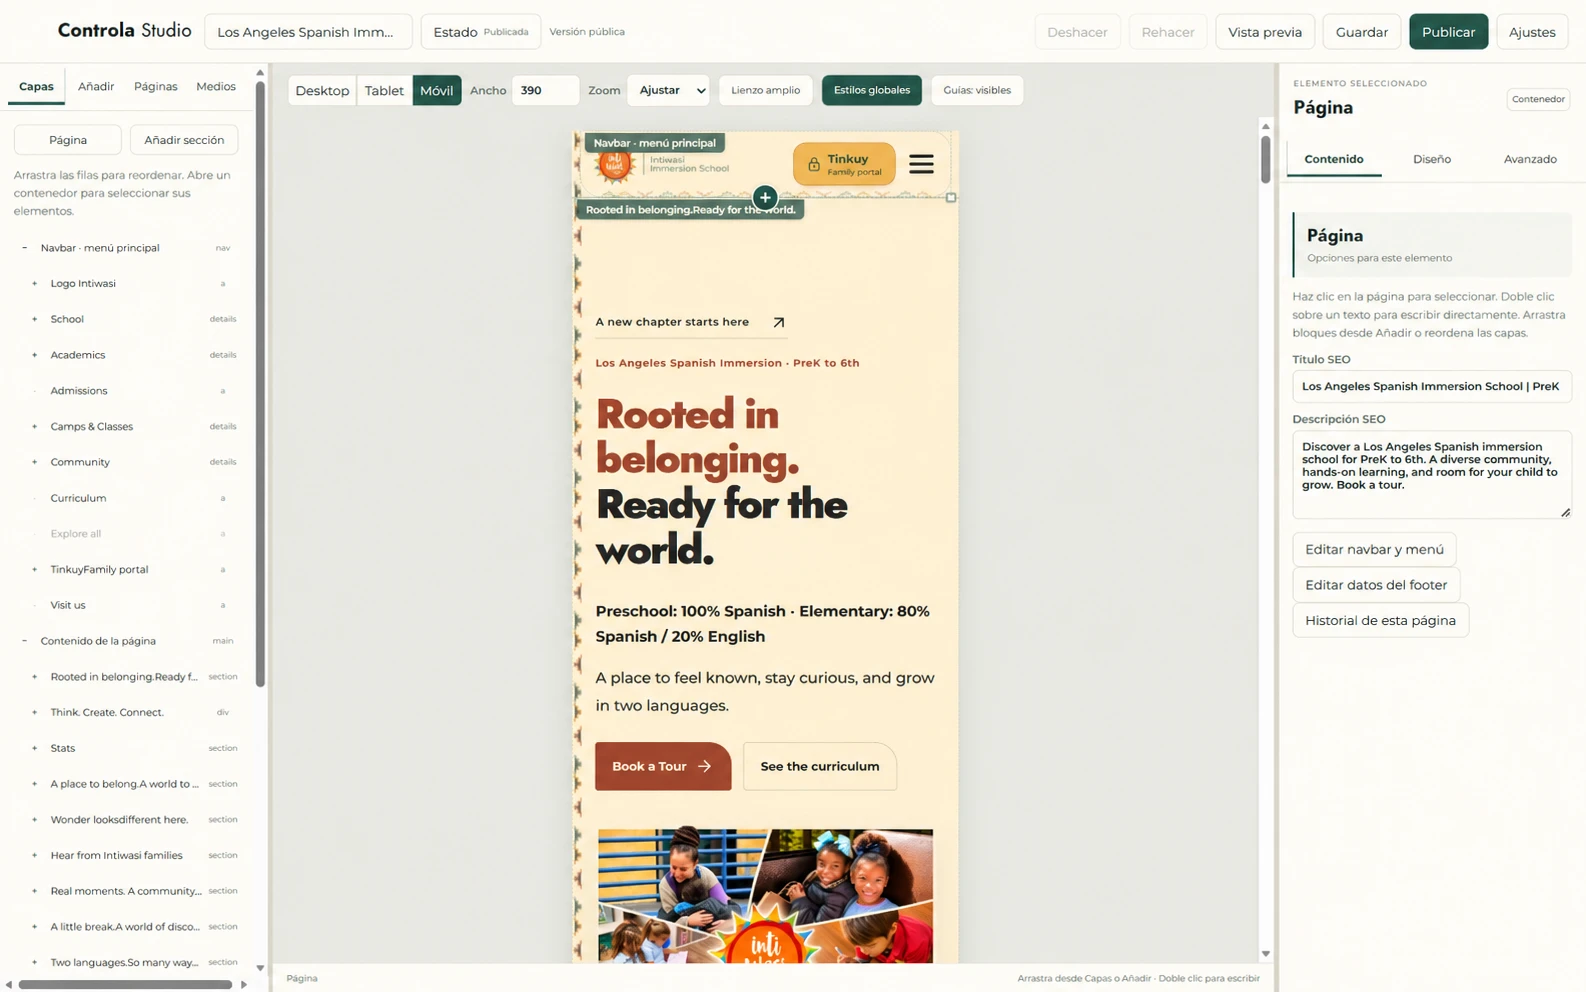 Controla Studio
Los Angeles Spanish Imm...
Estado Publicada
Versión pública
Deshacer
Rehacer
Vista previa
Guardar
Publicar
Ajustes
Capas
Añadir
Páginas
Medios
Página
Añadir sección
Arrastra las filas para reordenar. Abre un
contenedor para seleccionar sus
elementos.
− Navbar · menú principal nav
+ Logo Intiwasi a
+ School details
+ Academics details
· Admissions a
+ Camps & Classes details
+ Community details
· Curriculum a
· Explore all a
+ TinkuyFamily portal a
· Visit us a
− Contenido de la página main
+ Rooted in belonging.Ready f... section
+ Think. Create. Connect. div
+ Stats section
+ A place to belong.A world to ... section
+ Wonder looksdifferent here. section
+ Hear from Intiwasi families section
+ Real moments. A community... section
+ A little break.A world of disco... section
+ Two languages.So many way... section
Desktop
Tablet
Móvil
Ancho
390
Zoom
Ajustar
Lienzo amplio
Estilos globales
Guías: visibles
Navbar · menú principal
inti
Intiwasi
Immersion School
Tinkuy
Family portal
+
Rooted in belonging.Ready for the world.
A new chapter starts here
Los Angeles Spanish Immersion · PreK to 6th
Rooted in
belonging.
Ready for the
world.
Preschool: 100% Spanish · Elementary: 80%
Spanish / 20% English
A place to feel known, stay curious, and grow
in two languages.
Book a Tour
See the curriculum
inti
Página
Arrastra desde Capas o Añadir · Doble clic para escribir
ELEMENTO SELECCIONADO
Página
Contenedor
Contenido
Diseño
Avanzado
Página
Opciones para este elemento
Haz clic en la página para seleccionar. Doble clic
sobre un texto para escribir directamente. Arrastra
bloques desde Añadir o reordena las capas.
Título SEO
Los Angeles Spanish Immersion School | PreK
Descripción SEO
Discover a Los Angeles Spanish immersion
school for PreK to 6th. A diverse community,
hands-on learning, and room for your child to
grow. Book a tour.
Editar navbar y menú
Editar datos del footer
Historial de esta página